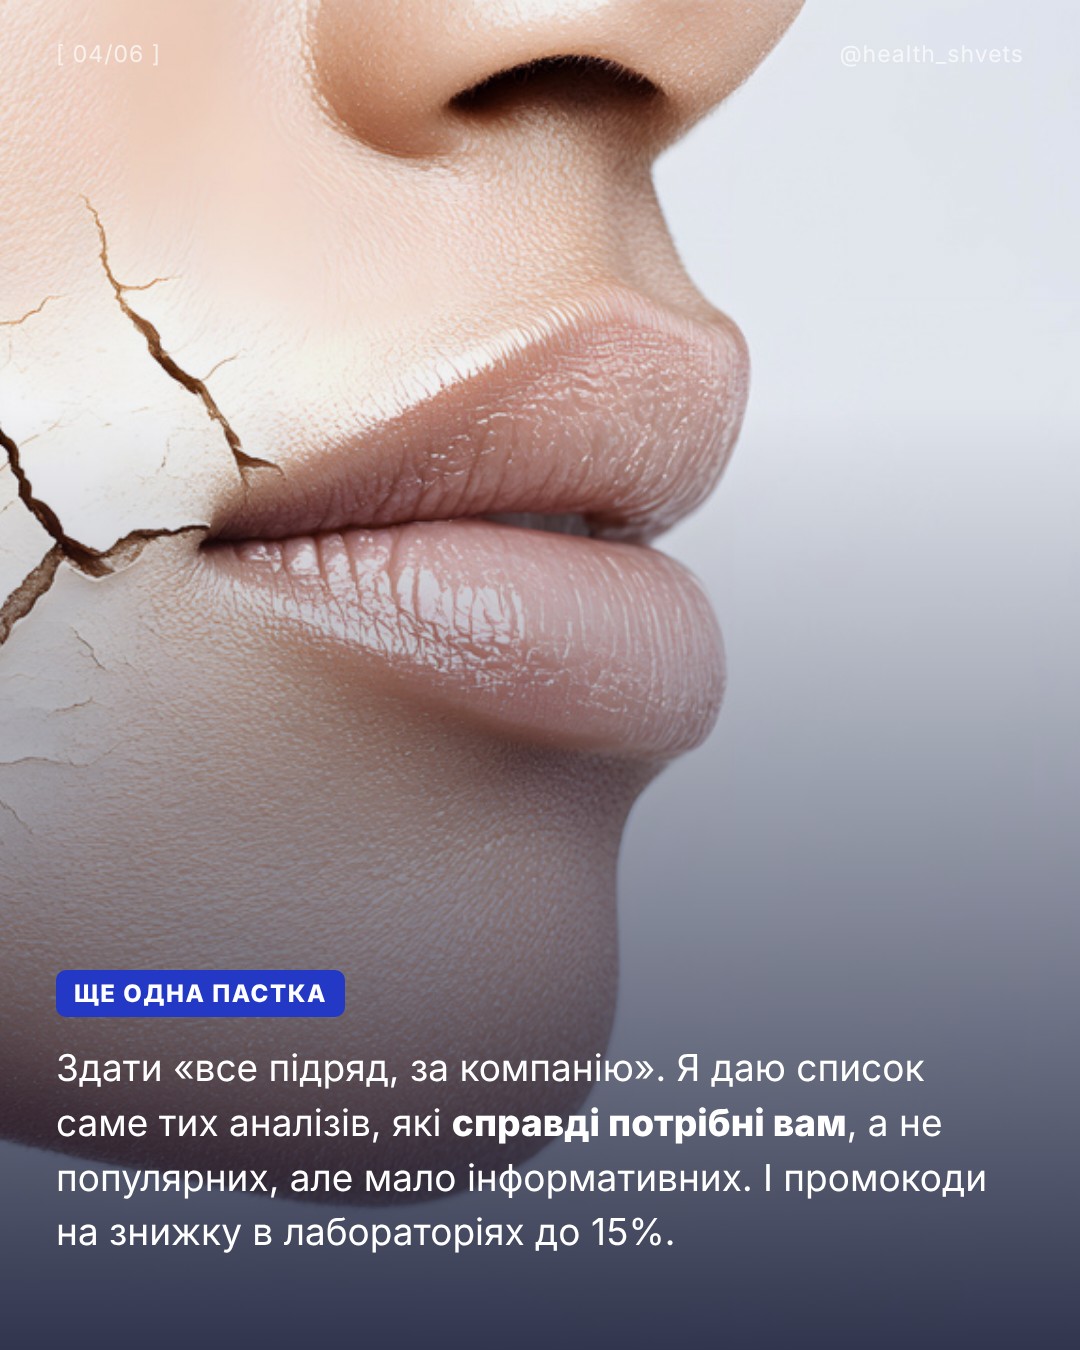 [ 04/06 ]
@health_shvets
ЩЕ ОДНА ПАСТКА
Здати «все підряд, за компанію». Я даю список
саме тих аналізів, які справді потрібні вам, а не
популярних, але мало інформативних. І промокоди
на знижку в лабораторіях до 15%.